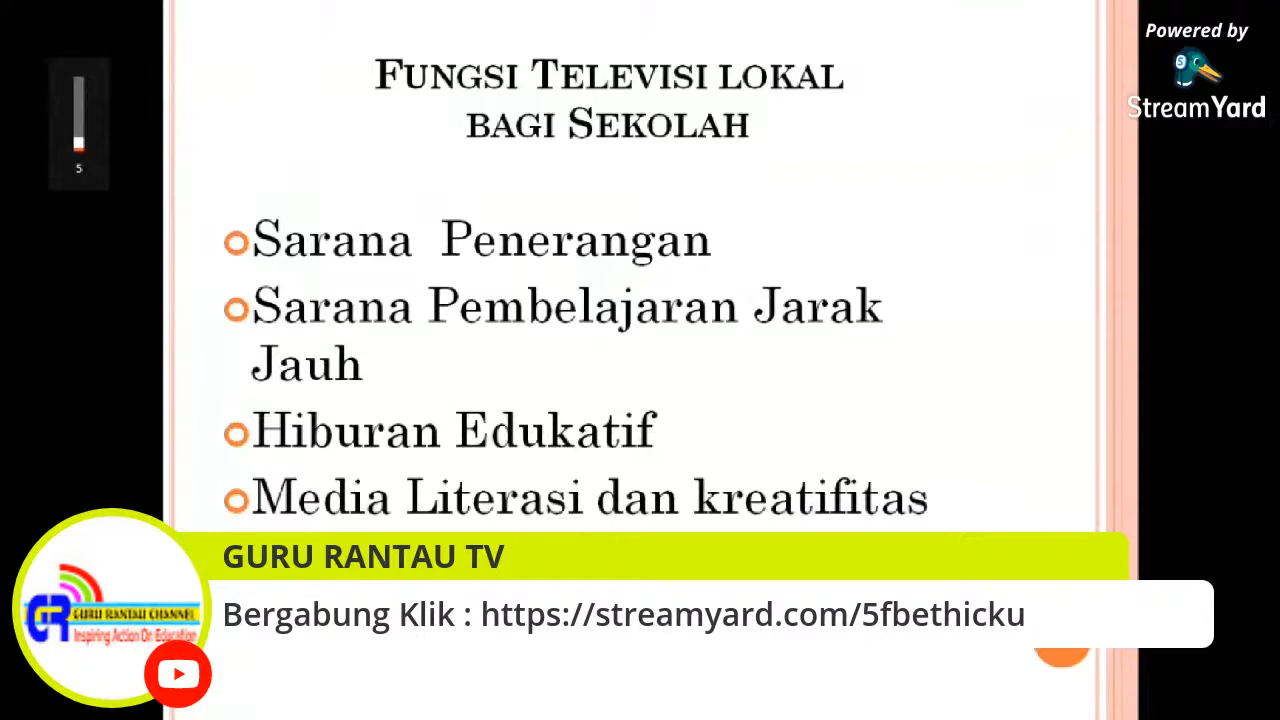 Powered by
StreamYard
FUNGSI TELEVISI LOKAL
BAGI SEKOLAH
5
Sarana Penerangan
Sarana Pembelajaran Jarak
Jauh
Hiburan Edukatif
Media Literasi dan kreatifitas
GURU RANTAU TV
Bergabung Klik : https://streamyard.com/5fbethicku
GR GURU RANTAU CHANNEL
Inspiring Action On Education